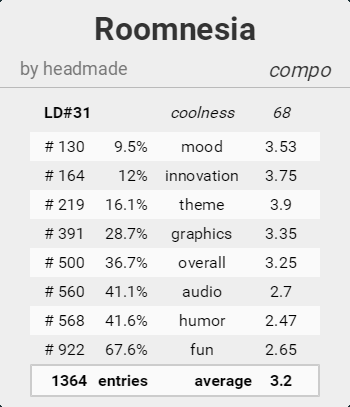 Roomnesia
by headmade compo
LD#31 coolness 68
# 130 9.5% mood 3.53
# 164 12% innovation 3.75
# 219 16.1% theme 3.9
# 391 28.7% graphics 3.35
# 500 36.7% overall 3.25
# 560 41.1% audio 2.7
# 568 41.6% humor 2.47
# 922 67.6% fun 2.65
1364 entries average 3.2